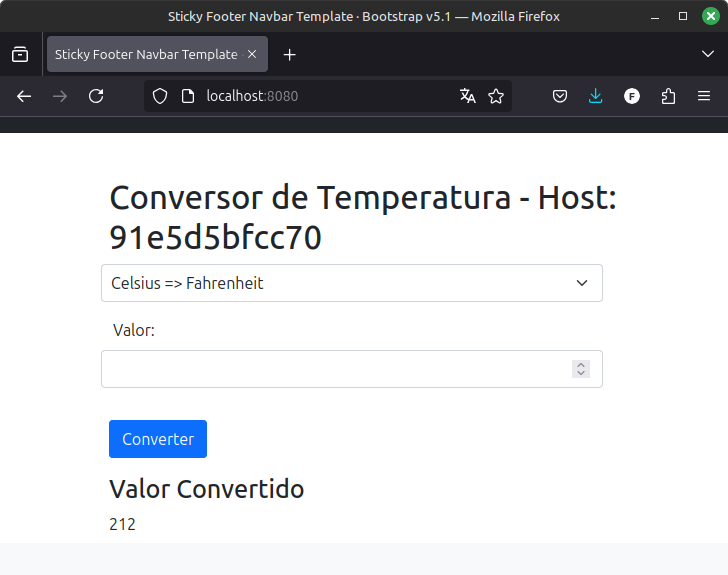 Sticky Footer Navbar Template · Bootstrap v5.1 — Mozilla Firefox
Sticky Footer Navbar Template ·
localhost:8080
F
Conversor de Temperatura - Host:
91e5d5bfcc70
Celsius => Fahrenheit
Valor:
Converter
Valor Convertido
212